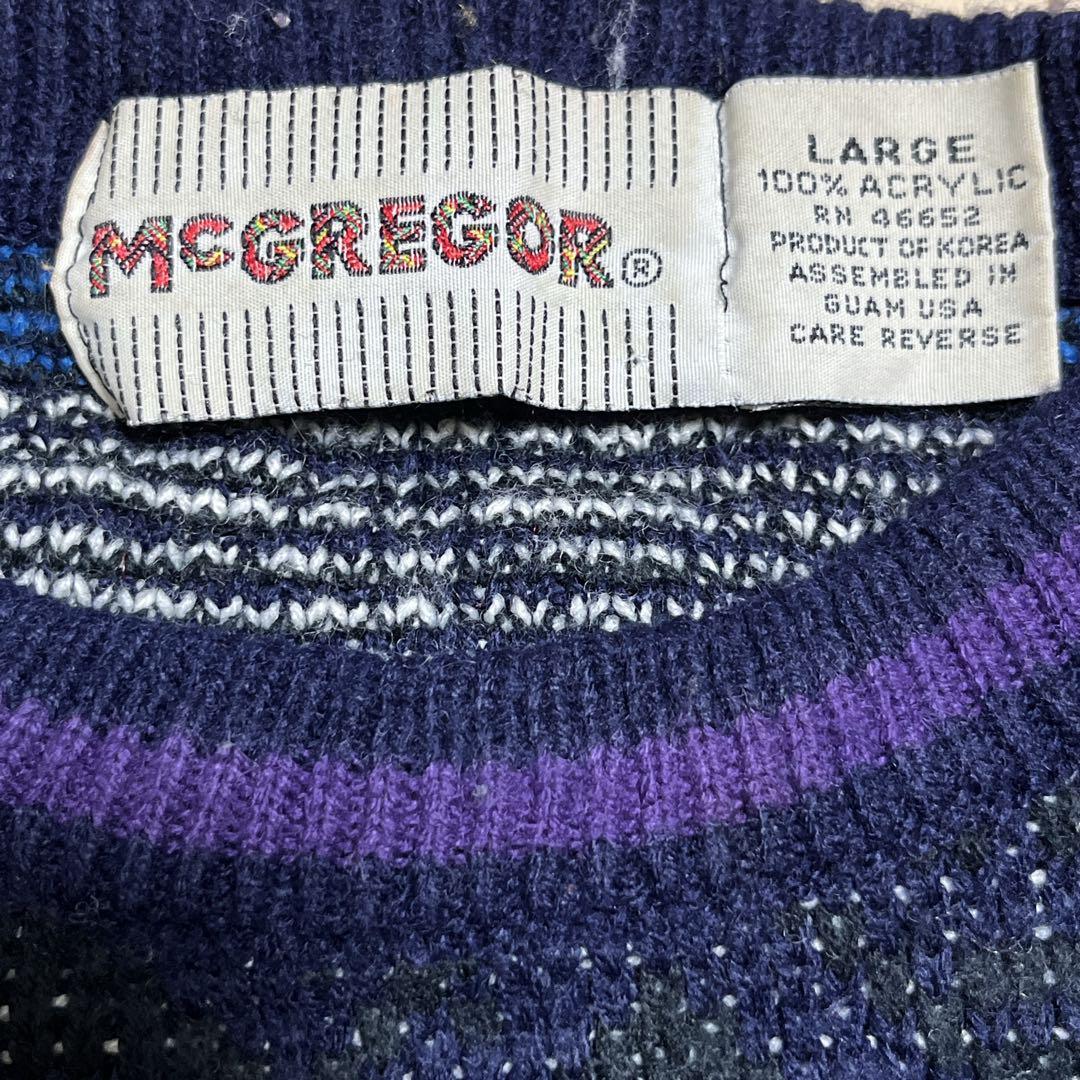 McGREGOR®
LARGE
100% ACRYLIC
RN 46652
PRODUCT OF KOREA
ASSEMBLED IN
GUAM USA
CARE REVERSE